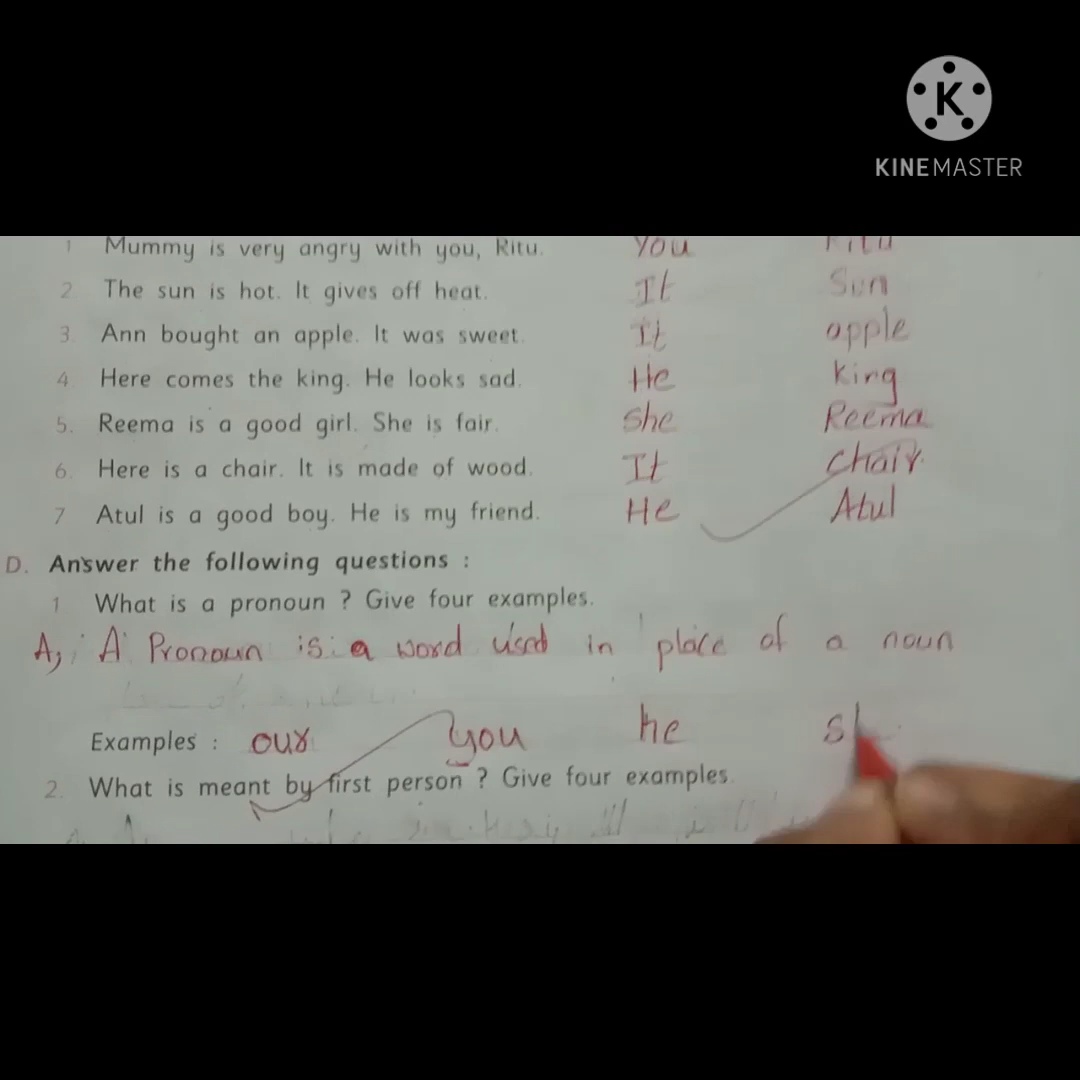 KINEMASTER
1 Mummy is very angry with you, Ritu. You Ritu
2 The sun is hot. It gives off heat. It Sun
3. Ann bought an apple. It was sweet. It apple
4. Here comes the king. He looks sad. He king
5. Reema is a good girl. She is fair. She Reema
6. Here is a chair. It is made of wood. It Chair.
7 Atul is a good boy. He is my friend. He Atul
D. Answer the following questions :
1 What is a pronoun ? Give four examples.
A, A Pronoun is a word used in place of a noun
Examples : our you he sh
2. What is meant by first person ? Give four examples.